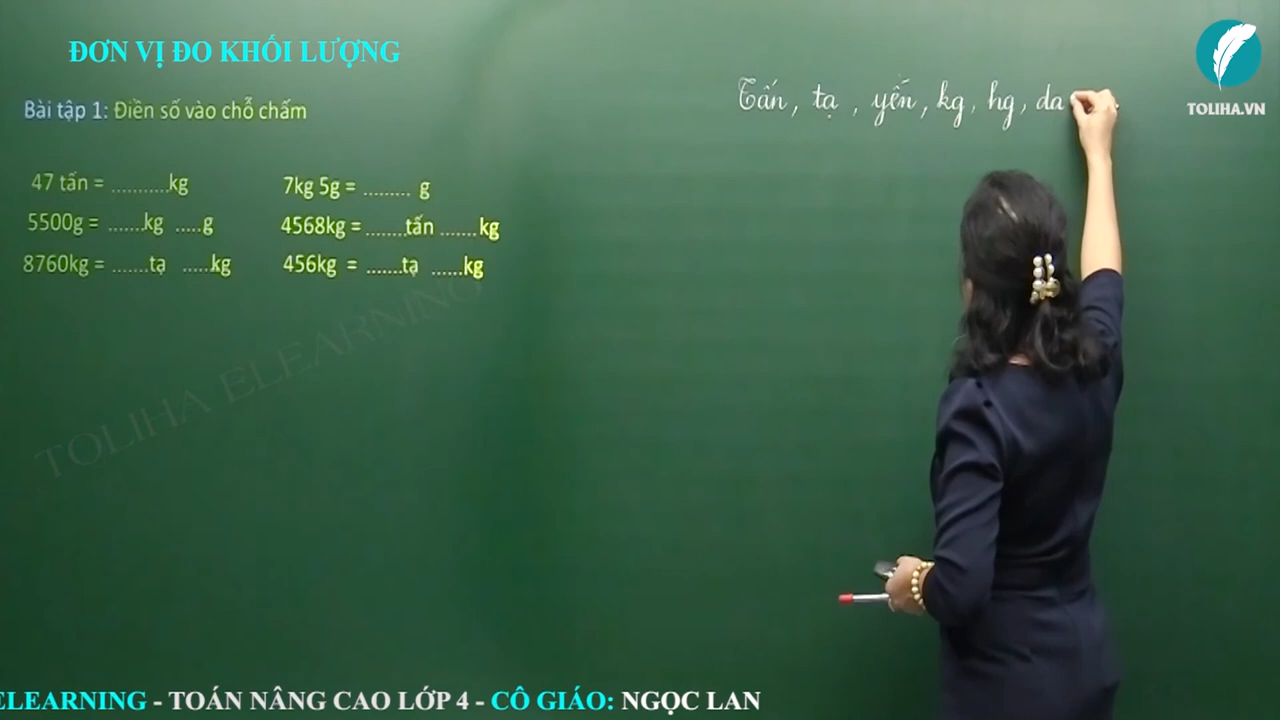 ĐƠN VỊ ĐO KHỐI LƯỢNG
Bài tập 1: Điền số vào chỗ chấm
47 tấn = ...........kg
7kg 5g = ......... g
5500g = .......kg .....g
4568kg = ........tấn .......kg
8760kg = .......tạ ......kg
456kg = .......tạ ......kg
Tấn, tạ, yến, kg, hg, da
TOLIHA.VN
TOLIHA ELEARNING
ELEARNING - TOÁN NÂNG CAO LỚP 4 - CÔ GIÁO: NGỌC LAN